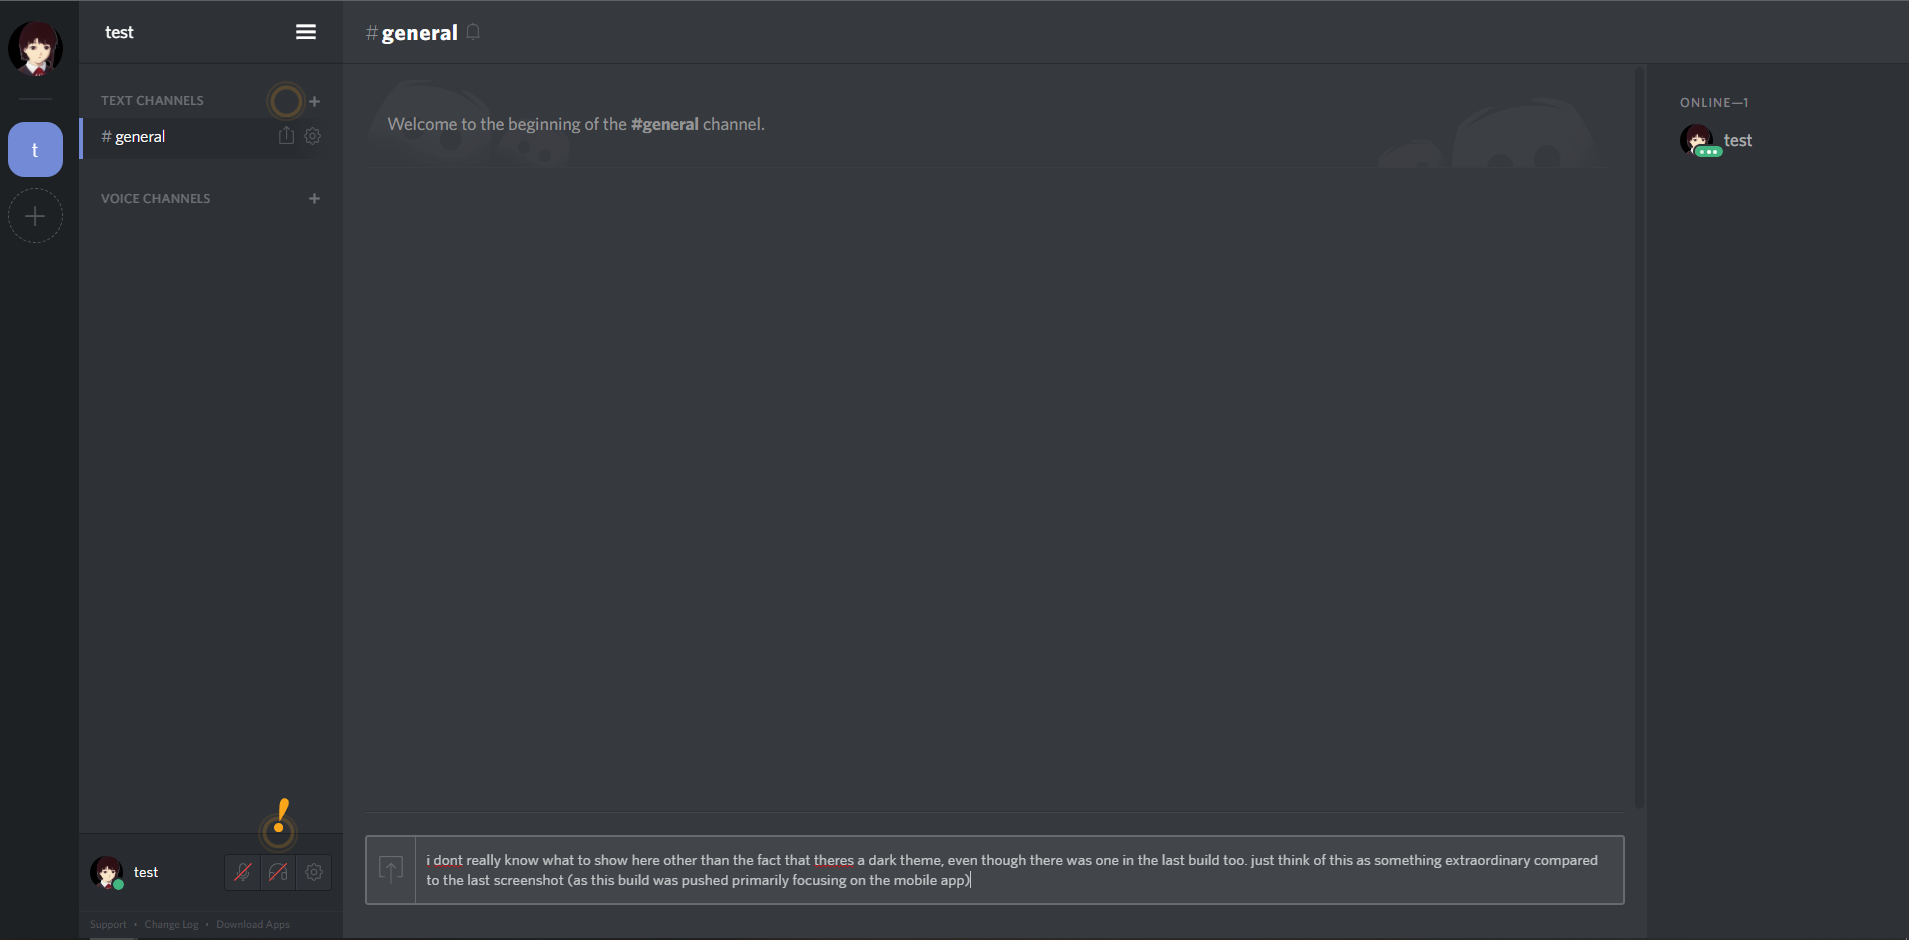 test
#general
TEXT CHANNELS
# general
VOICE CHANNELS
t
Welcome to the beginning of the #general channel.
ONLINE—1
test
i dont really know what to show here other than the fact that theres a dark theme, even though there was one in the last build too. just think of this as something extraordinary compared
to the last screenshot (as this build was pushed primarily focusing on the mobile app)
test
Support • Change Log • Download Apps